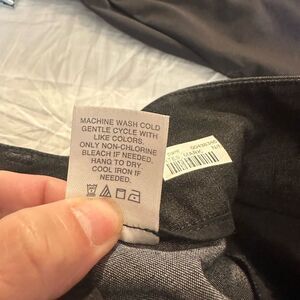 MACHINE WASH COLD
GENTLE CYCLE WITH
LIKE COLORS.
ONLY NON-CHLORINE
BLEACH IF NEEDED.
HANG TO DRY
COOL IRON IF
NEEDED.